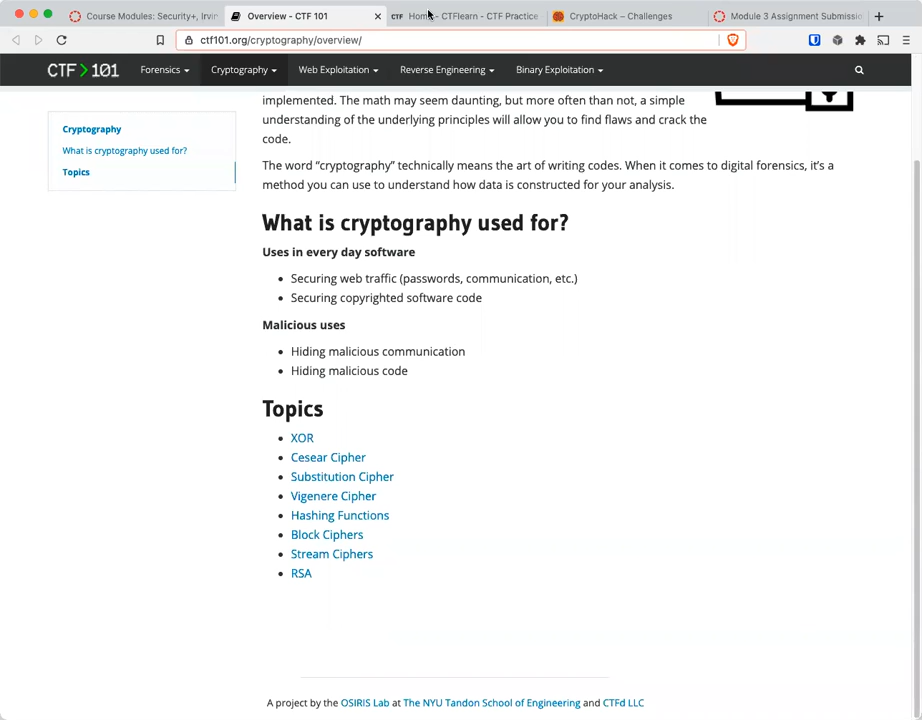 Course Modules: Security+, Irvin
Overview - CTF 101
CTF Home - CTFlearn - CTF Practice
CryptoHack – Challenges
Module 3 Assignment Submissio
ctf101.org/cryptography/overview/
CTF > 101
Forensics
Cryptography
Web Exploitation
Reverse Engineering
Binary Exploitation
Cryptography
What is cryptography used for?
Topics
implemented. The math may seem daunting, but more often than not, a simple
understanding of the underlying principles will allow you to find flaws and crack the
code.
The word “cryptography” technically means the art of writing codes. When it comes to digital forensics, it’s a
method you can use to understand how data is constructed for your analysis.
What is cryptography used for?
Uses in every day software
Securing web traffic (passwords, communication, etc.)
Securing copyrighted software code
Malicious uses
Hiding malicious communication
Hiding malicious code
Topics
XOR
Cesear Cipher
Substitution Cipher
Vigenere Cipher
Hashing Functions
Block Ciphers
Stream Ciphers
RSA
A project by the OSIRIS Lab at The NYU Tandon School of Engineering and CTFd LLC